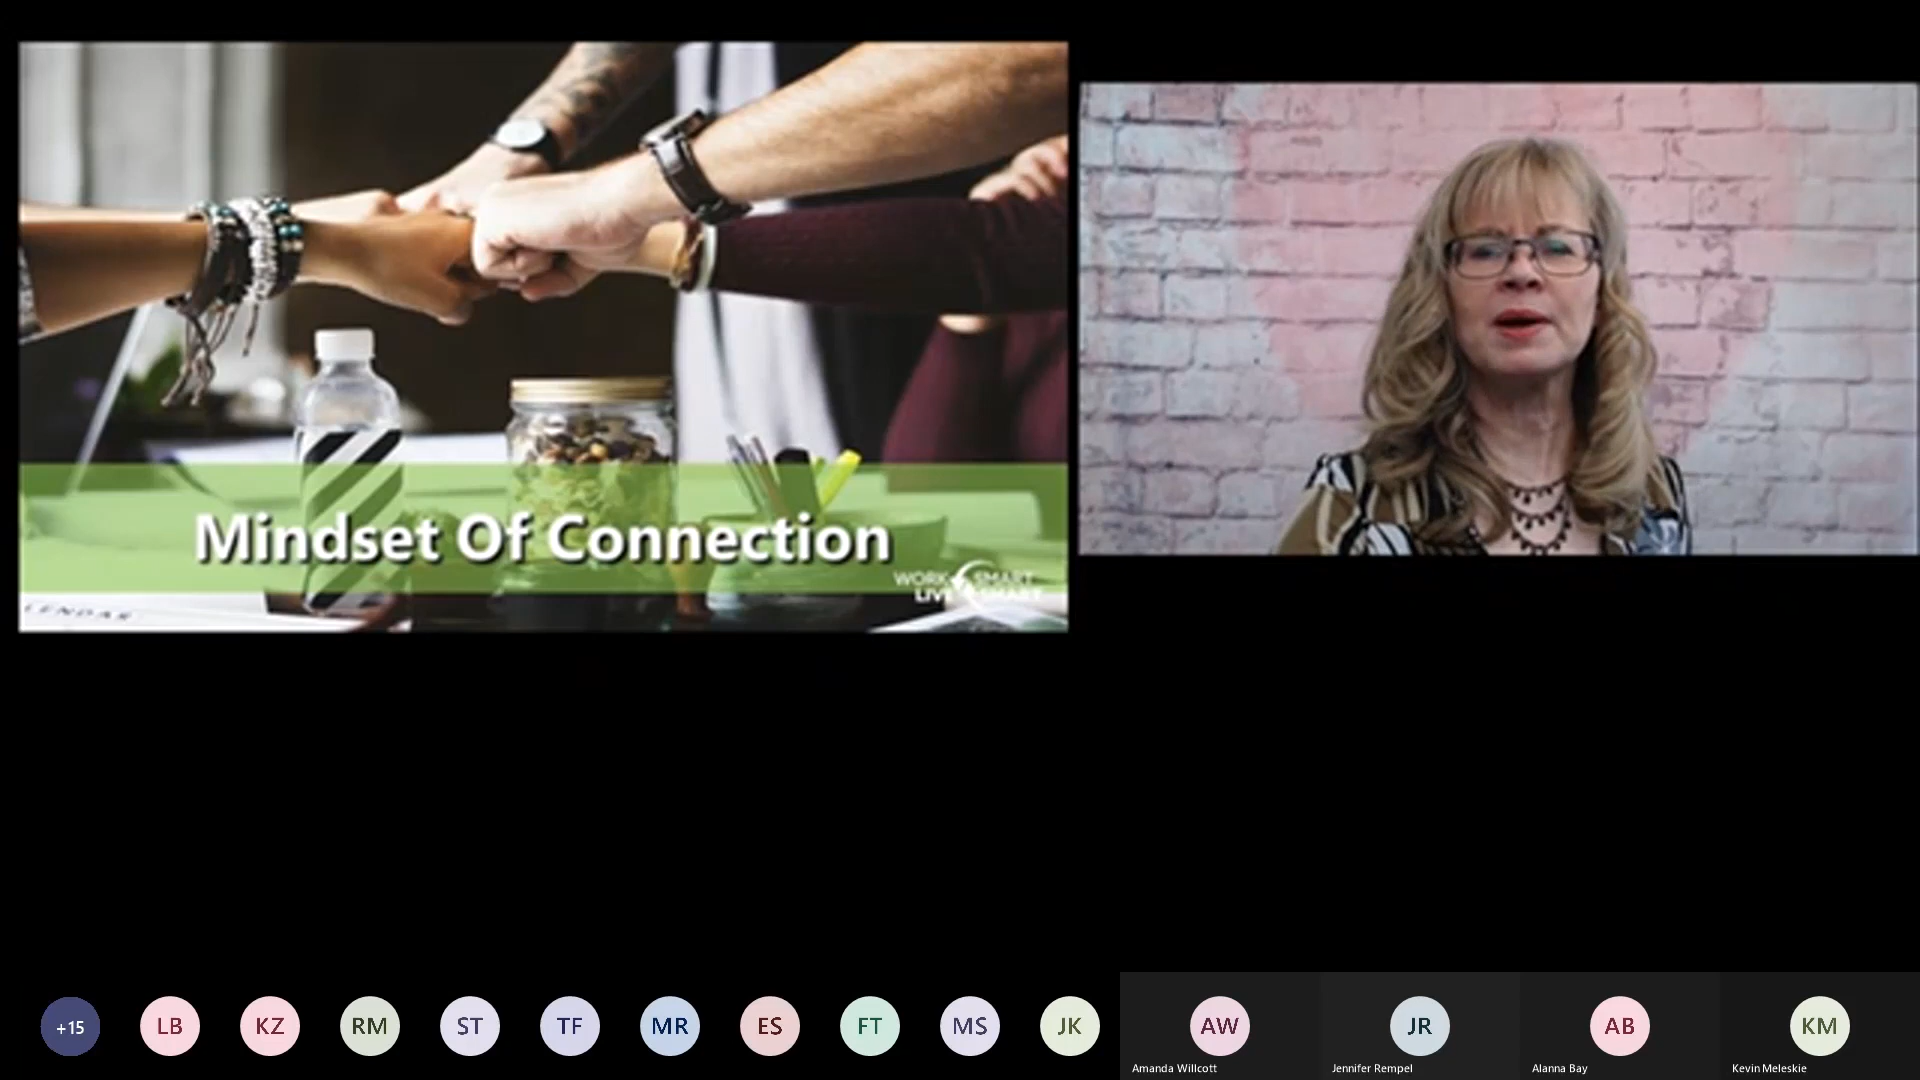 Mindset Of Connection
WORK SMART
LIVE SMART
LENDAR
+15
LB
KZ
RM
ST
TF
MR
ES
FT
MS
JK
AW
JR
AB
KM
Amanda Willcott
Jennifer Rempel
Alanna Bay
Kevin Meleskie